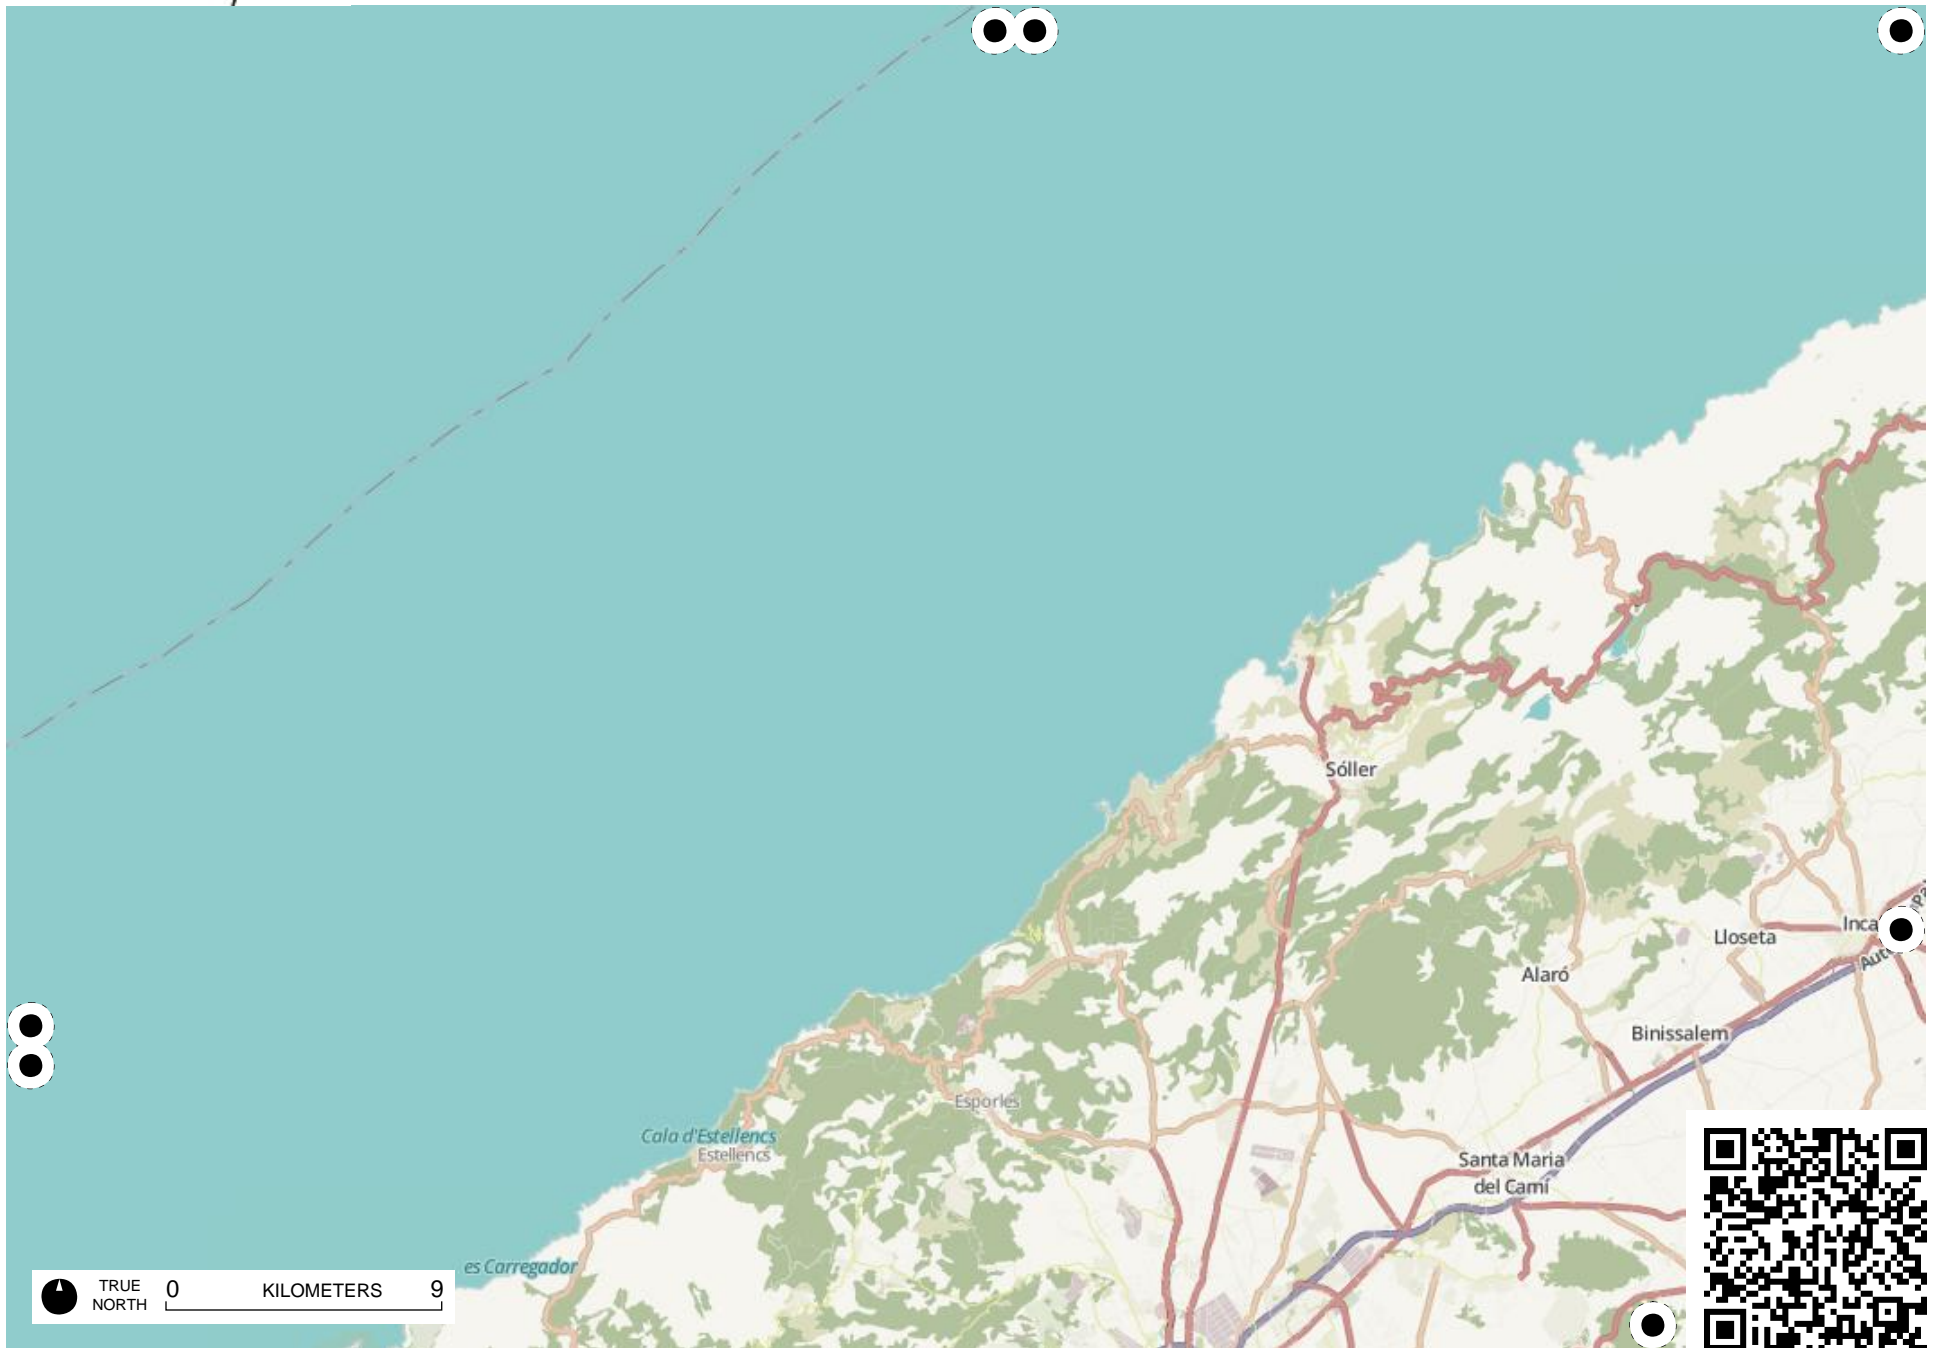 Sóller
Inca
Lloseta
Alaró
Binissalem
Esporles
Cala d'Estellencs
Estellencs
Santa Maria
del Camí
es Carregador
TRUE
NORTH
0 KILOMETERS 9